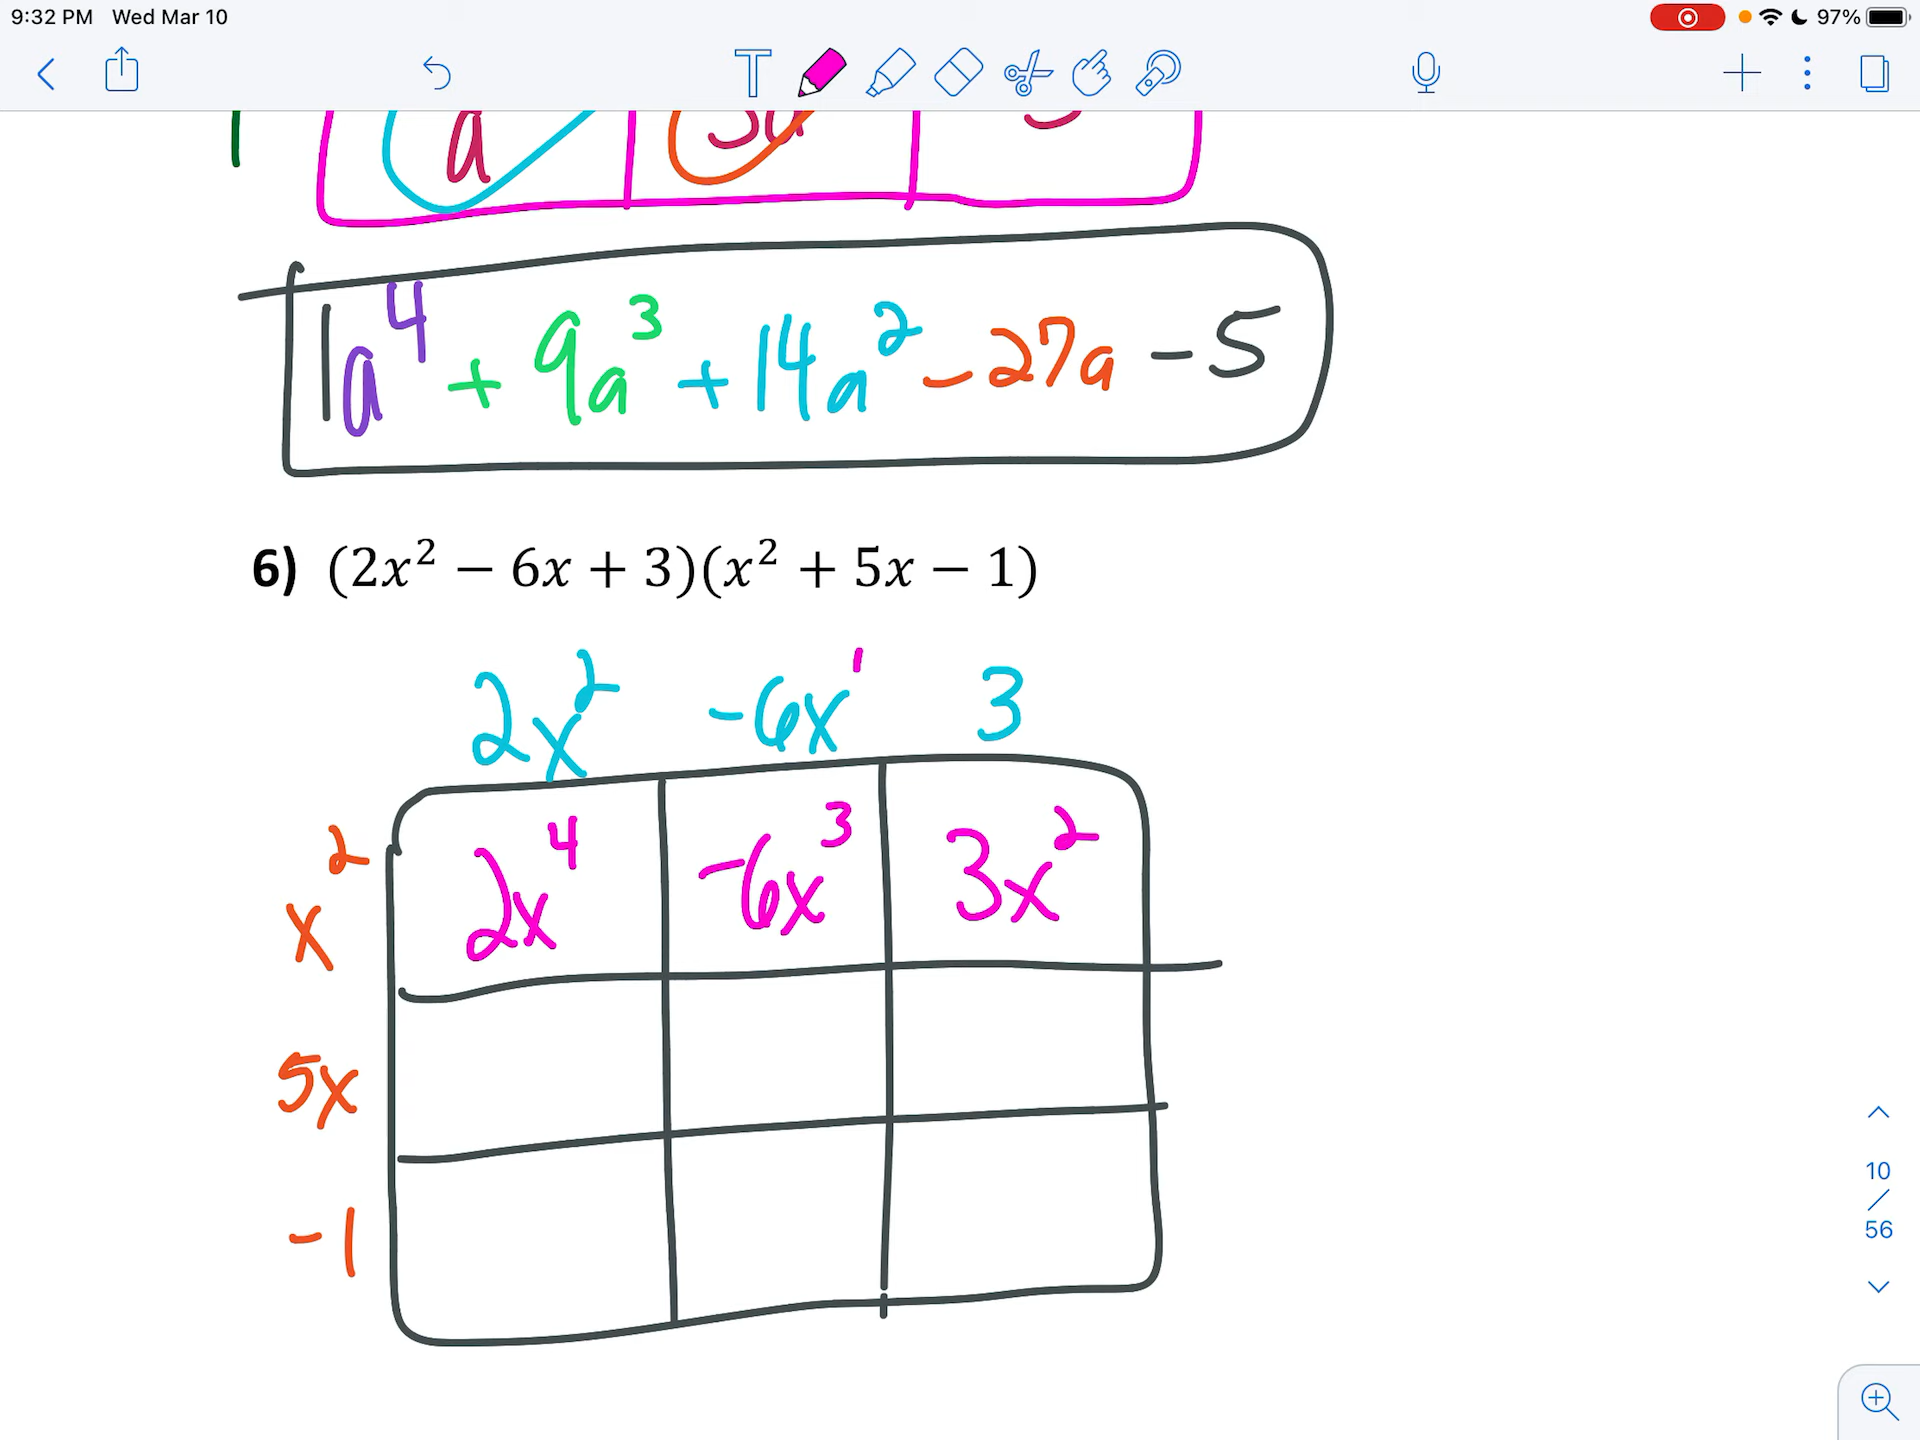 9:32 PM Wed Mar 10 97%
T
a
1a⁴ + 9a³ + 14a² - 27a - 5
6) (2x² − 6x + 3)(x² + 5x − 1)
2x² -6x¹ 3
x² 2x⁴ -6x³ 3x²
5x
-1
10
/
56